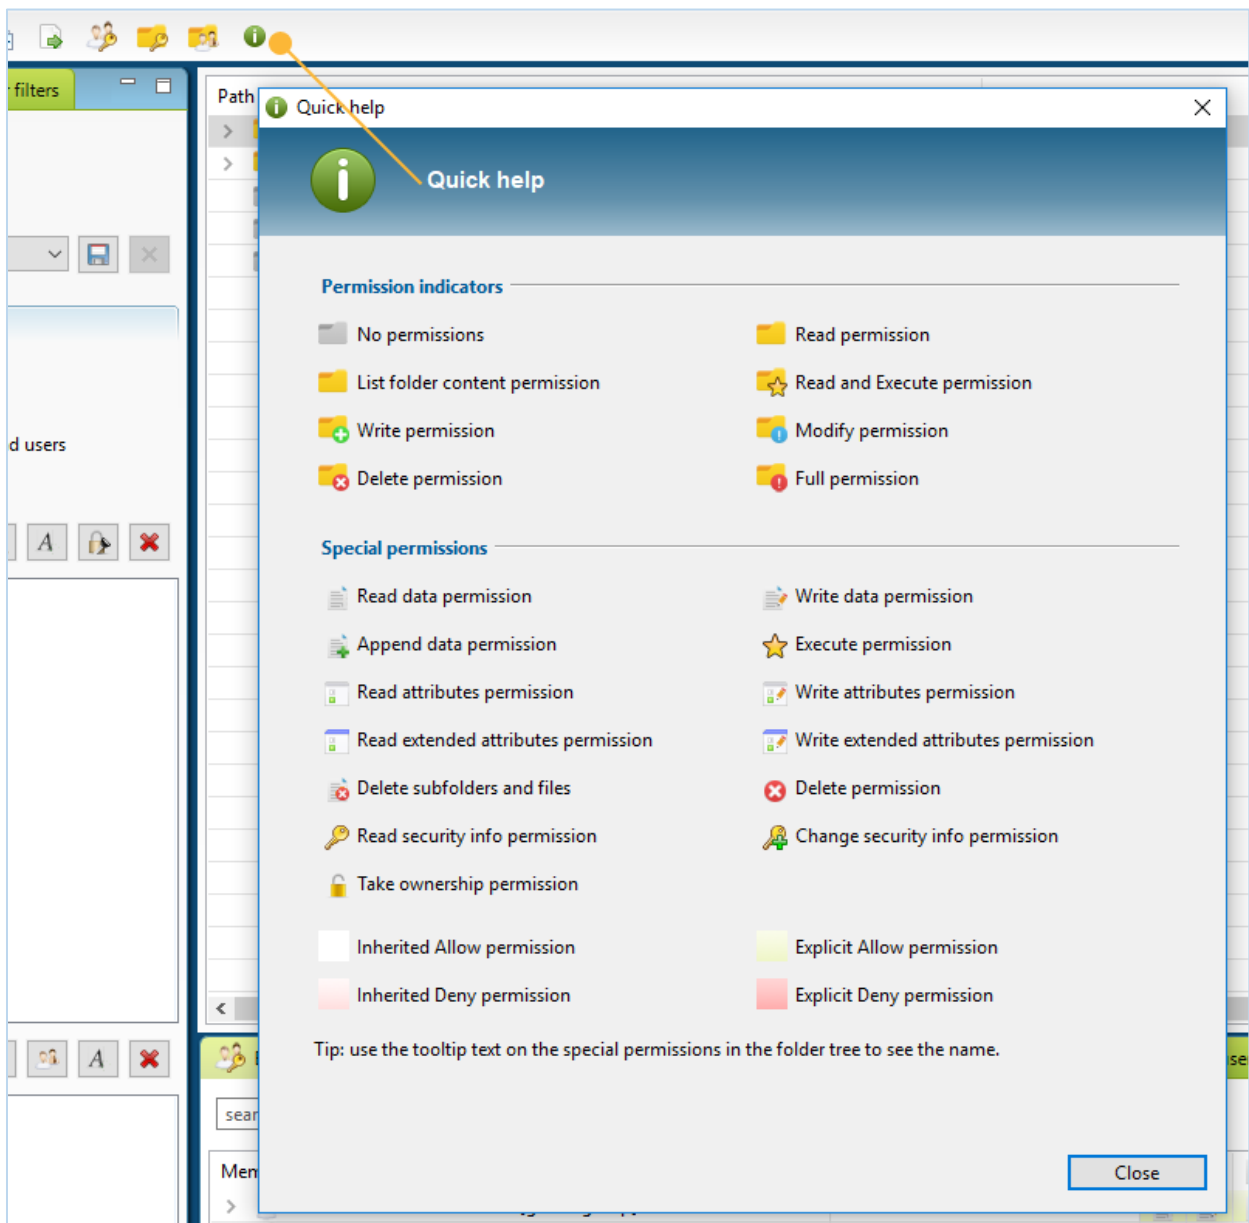 filters
Path
Quick help
Quick help
Permission indicators
No permissions
Read permission
List folder content permission
Read and Execute permission
Write permission
Modify permission
d users
Delete permission
Full permission
Special permissions
A
Read data permission
Write data permission
Append data permission
Execute permission
Read attributes permission
Write attributes permission
Read extended attributes permission
Write extended attributes permission
Delete subfolders and files
Delete permission
Read security info permission
Change security info permission
Take ownership permission
Inherited Allow permission
Explicit Allow permission
Inherited Deny permission
Explicit Deny permission
Tip: use the tooltip text on the special permissions in the folder tree to see the name.
A
sear
Mem
Close